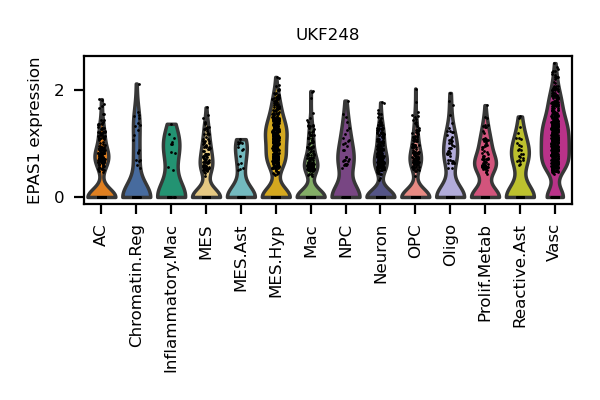 UKF248
EPAS1 expression
2
0
AC
Chromatin.Reg
Inflammatory.Mac
MES
MES.Ast
MES.Hyp
Mac
NPC
Neuron
OPC
Oligo
Prolif.Metab
Reactive.Ast
Vasc